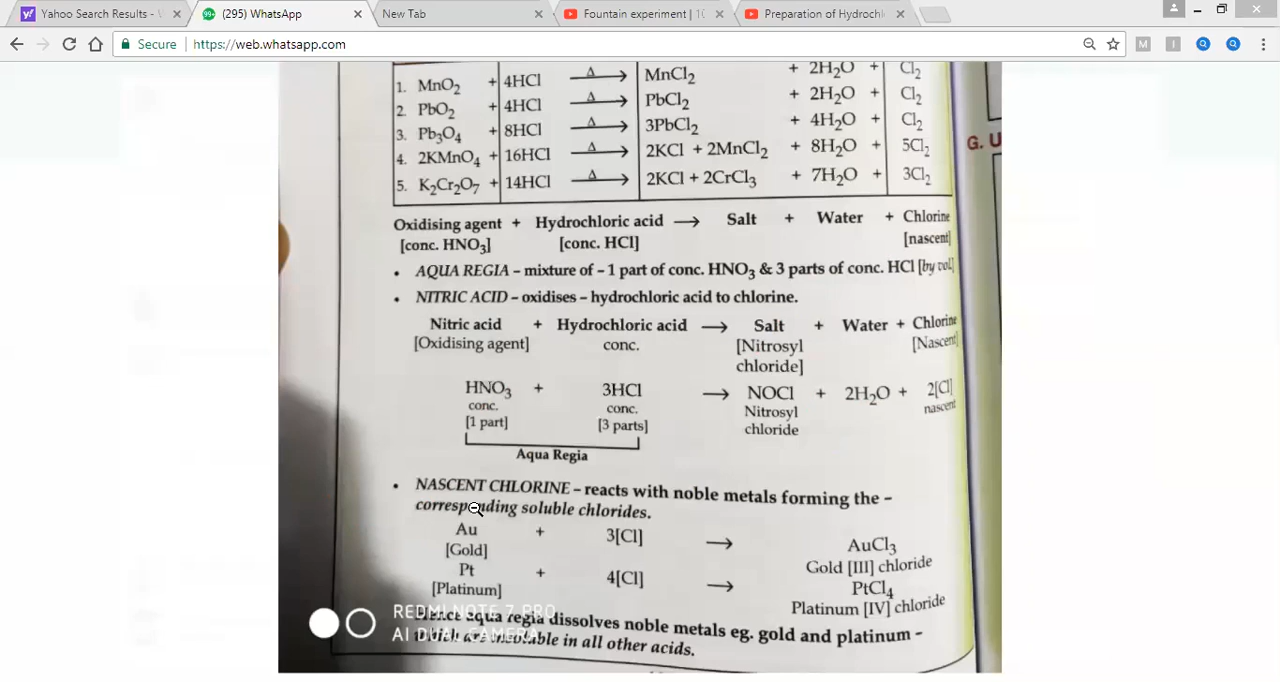 Yahoo Search Results -
(295) WhatsApp
New Tab
Fountain experiment | 10
Preparation of Hydrochl
Secure
https://web.whatsapp.com
1. MnO₂ + 4HCl Δ⟶ MnCl₂ + 2H₂O + Cl₂
2. PbO₂ + 4HCl Δ⟶ PbCl₂ + 2H₂O + Cl₂
3. Pb₃O₄ + 8HCl Δ⟶ 3PbCl₂ + 4H₂O + Cl₂
4. 2KMnO₄ + 16HCl Δ⟶ 2KCl + 2MnCl₂ + 8H₂O + 5Cl₂
G. U
5. K₂Cr₂O₇ + 14HCl Δ⟶ 2KCl + 2CrCl₃ + 7H₂O + 3Cl₂
Oxidising agent + Hydrochloric acid ⟶ Salt + Water + Chlorine
[conc. HNO₃] [conc. HCl] [nascent]
• AQUA REGIA – mixture of – 1 part of conc. HNO₃ & 3 parts of conc. HCl [by vol.]
• NITRIC ACID – oxidises – hydrochloric acid to chlorine.
Nitric acid + Hydrochloric acid ⟶ Salt + Water + Chlorine
[Oxidising agent] conc. [Nitrosyl [Nascent]
chloride]
HNO₃ + 3HCl ⟶ NOCl + 2H₂O + 2[Cl]
conc. conc. Nitrosyl nascent
[1 part] [3 parts] chloride
Aqua Regia
• NASCENT CHLORINE – reacts with noble metals forming the –
corresponding soluble chlorides.
Au + 3[Cl] ⟶ AuCl₃
[Gold] Gold [III] chloride
Pt + 4[Cl] ⟶ PtCl₄
[Platinum] Platinum [IV] chloride
REDMI NOTE 7 PRO
AI DUAL CAMERA
Hence aqua regia dissolves noble metals eg. gold and platinum –
are insoluble in all other acids.